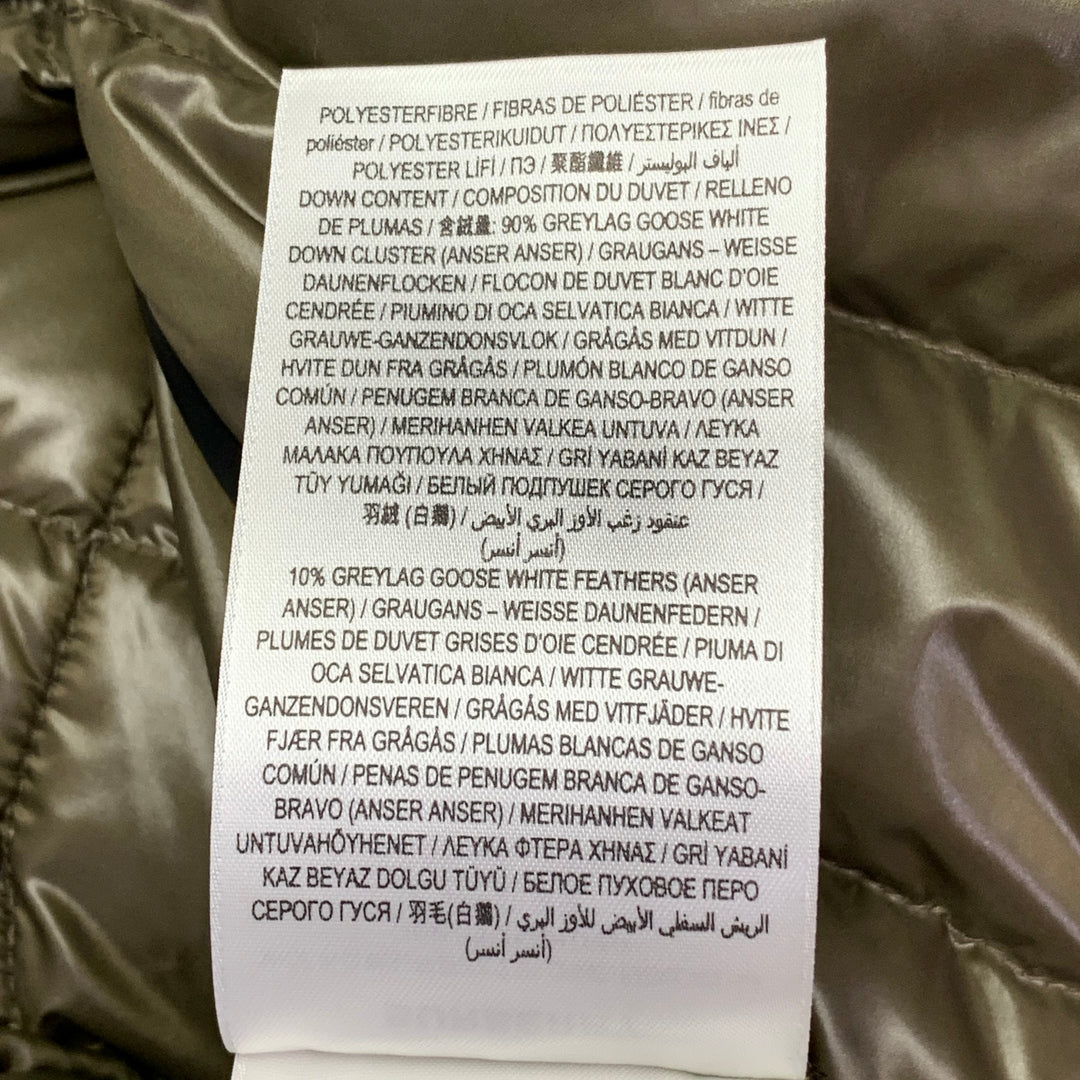 POLYESTERFIBRE / FIBRAS DE POLIÉSTER / fibras de
poliéster / POLYESTERIKUIDUT / ΠΟΛΥΕΣΤΕΡΙΚΕΣ ΙΝΕΣ /
POLYESTER LİFİ / ПЭ / 聚酯纖維 / ألياف البوليستر
DOWN CONTENT / COMPOSITION DU DUVET / RELLENO
DE PLUMAS / 含絨量: 90% GREYLAG GOOSE WHITE
DOWN CLUSTER (ANSER ANSER) / GRAUGANS – WEISSE
DAUNENFLOCKEN / FLOCON DE DUVET BLANC D'OIE
CENDRÉE / PIUMINO DI OCA SELVATICA BIANCA / WITTE
GRAUWE-GANZENDONSVLOK / GRÅGÅS MED VITDUN /
HVITE DUN FRA GRÅGÅS / PLUMÓN BLANCO DE GANSO
COMÚN / PENUGEM BRANCA DE GANSO-BRAVO (ANSER
ANSER) / MERIHANHEN VALKEA UNTUVA / ΛΕΥΚΑ
ΜΑΛΑΚΑ ΠΟΥΠΟΥΛΑ ΧΗΝΑΣ / GRİ YABANİ KAZ BEYAZ
TÜY YUMAĞI / БЕЛЫЙ ПОДПУШЕК СЕРОГО ГУСЯ /
羽絨 (白鵝) / عنقود زغب الأوز البري الأبيض
(أنسر أنسر)
10% GREYLAG GOOSE WHITE FEATHERS (ANSER
ANSER) / GRAUGANS – WEISSE DAUNENFEDERN /
PLUMES DE DUVET GRISES D'OIE CENDRÉE / PIUMA DI
OCA SELVATICA BIANCA / WITTE GRAUWE-
GANZENDONSVEREN / GRÅGÅS MED VITFJÄDER / HVITE
FJÆR FRA GRÅGÅS / PLUMAS BLANCAS DE GANSO
COMÚN / PENAS DE PENUGEM BRANCA DE GANSO-
BRAVO (ANSER ANSER) / MERIHANHEN VALKEAT
UNTUVAHÖYHENET / ΛΕΥΚΑ ΦΤΕΡΑ ΧΗΝΑΣ / GRİ YABANİ
KAZ BEYAZ DOLGU TÜYÜ / БЕЛОЕ ПУХОВОЕ ПЕРО
СЕРОГО ГУСЯ / 羽毛(白鵝) / الريش السفلي الأبيض للأوز البري
(أنسر أنسر)